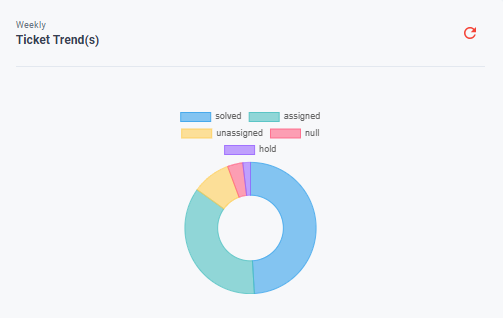 Weekly
Ticket Trend(s)
solved assigned
unassigned null
hold